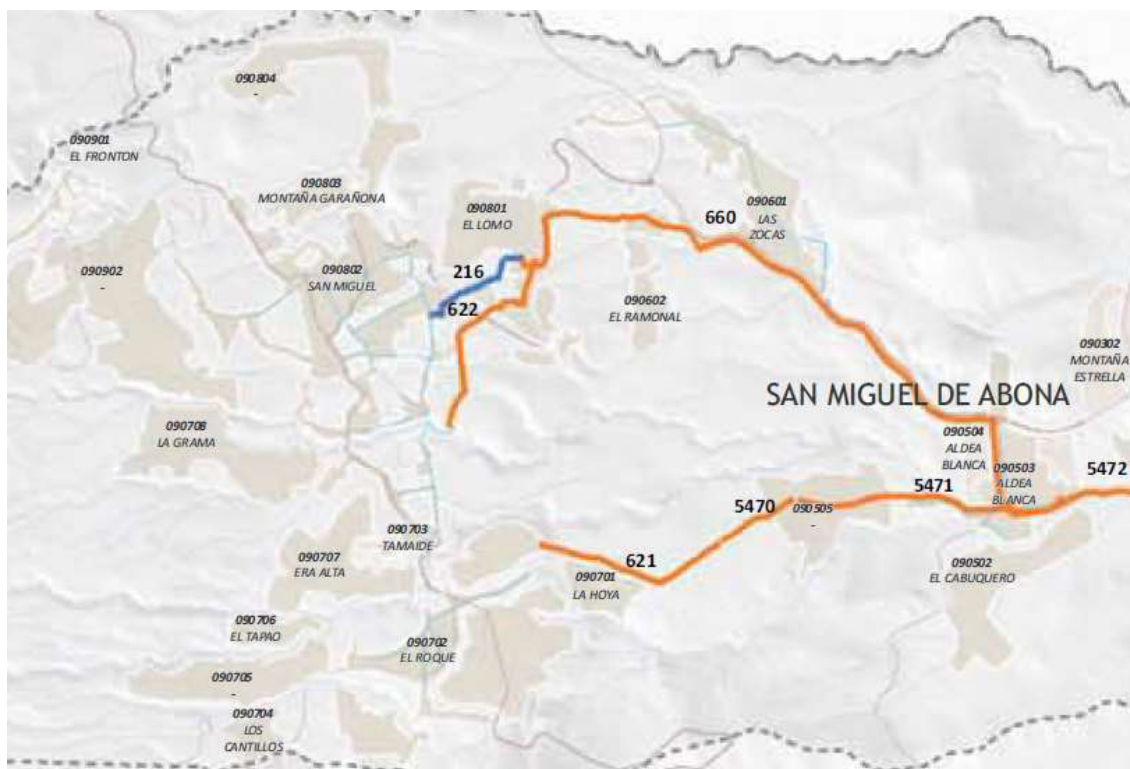 090804
-
090901
EL FRONTON
090803
MONTAÑA GARAÑONA
090801
EL LOMO
660
090601
LAS
ZOCAS
090902
-
090802
SAN MIGUEL
216
622
090602
EL RAMONAL
090302
MONTAÑA
ESTRELLA
SAN MIGUEL DE ABONA
090708
LA GRAMA
090504
ALDEA
BLANCA
090503
ALDEA
BLANCA
5472
5471
5470
090505
-
090703
TAMAIDE
090707
ERA ALTA
621
090701
LA HOYA
090502
EL CABUQUERO
090706
EL TAPAO
090702
EL ROQUE
090705
-
090704
LOS
CANTILLOS